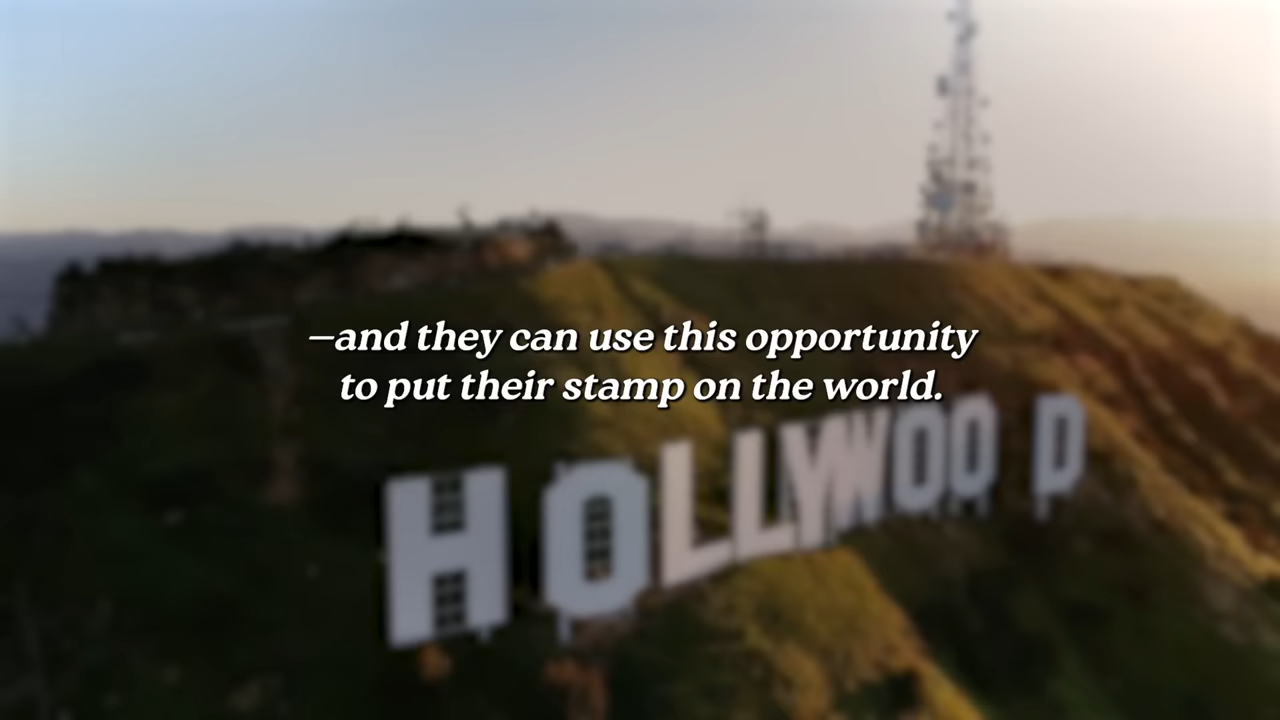 —and they can use this opportunity
to put their stamp on the world.
HOLLYWOOD